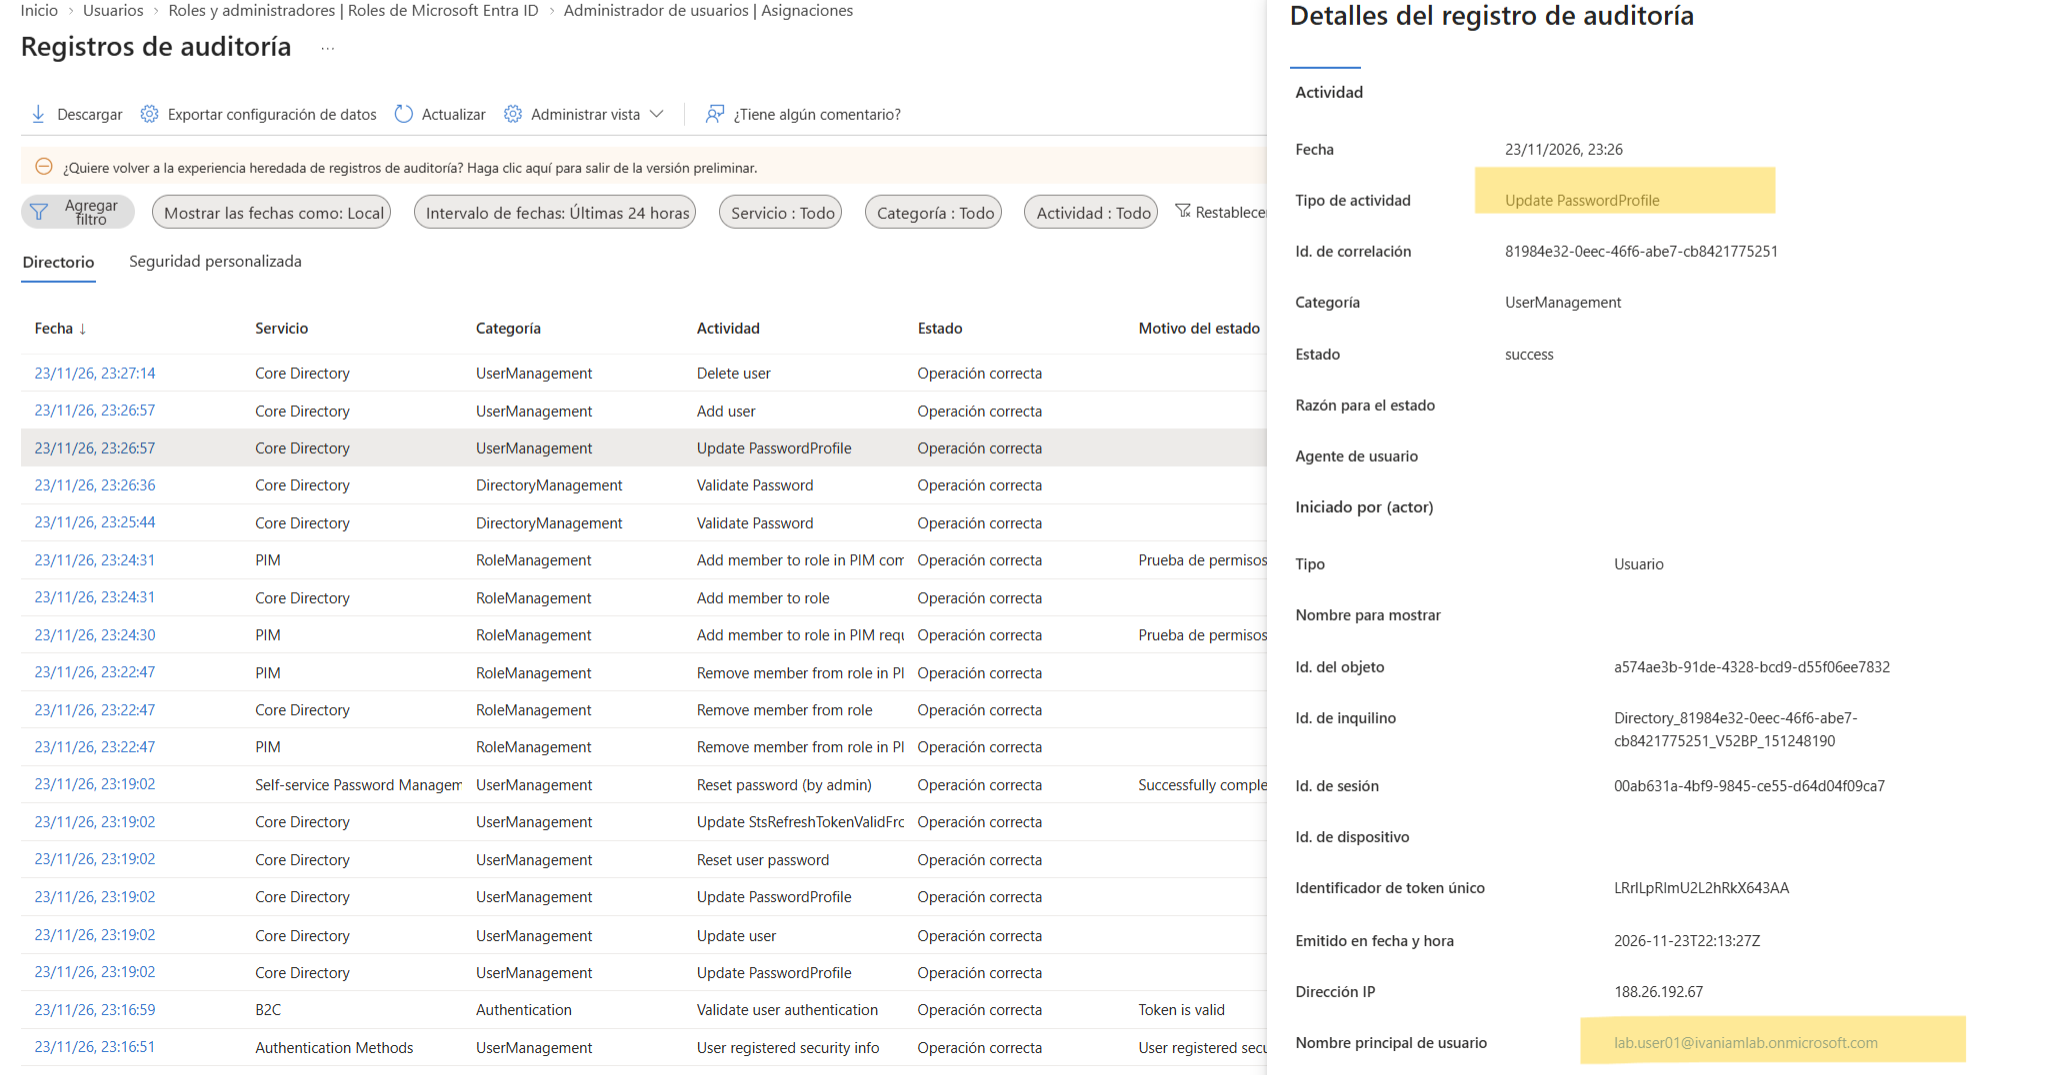 Inicio > Usuarios > Roles y administradores | Roles de Microsoft Entra ID > Administrador de usuarios | Asignaciones
Registros de auditoría ...
Descargar Exportar configuración de datos Actualizar Administrar vista ¿Tiene algún comentario?
¿Quiere volver a la experiencia heredada de registros de auditoría? Haga clic aquí para salir de la versión preliminar.
Agregar filtro Mostrar las fechas como: Local Intervalo de fechas: Últimas 24 horas Servicio : Todo Categoría : Todo Actividad : Todo Restablece
Directorio Seguridad personalizada
Fecha ↓ Servicio Categoría Actividad Estado Motivo del estado
23/11/26, 23:27:14 Core Directory UserManagement Delete user Operación correcta
23/11/26, 23:26:57 Core Directory UserManagement Add user Operación correcta
23/11/26, 23:26:57 Core Directory UserManagement Update PasswordProfile Operación correcta
23/11/26, 23:26:36 Core Directory DirectoryManagement Validate Password Operación correcta
23/11/26, 23:25:44 Core Directory DirectoryManagement Validate Password Operación correcta
23/11/26, 23:24:31 PIM RoleManagement Add member to role in PIM com Operación correcta Prueba de permisos
23/11/26, 23:24:31 Core Directory RoleManagement Add member to role Operación correcta
23/11/26, 23:24:30 PIM RoleManagement Add member to role in PIM requ Operación correcta Prueba de permisos
23/11/26, 23:22:47 PIM RoleManagement Remove member from role in PI Operación correcta
23/11/26, 23:22:47 Core Directory RoleManagement Remove member from role Operación correcta
23/11/26, 23:22:47 PIM RoleManagement Remove member from role in PI Operación correcta
23/11/26, 23:19:02 Self-service Password Managem UserManagement Reset password (by admin) Operación correcta Successfully comple
23/11/26, 23:19:02 Core Directory UserManagement Update StsRefreshTokenValidFrc Operación correcta
23/11/26, 23:19:02 Core Directory UserManagement Reset user password Operación correcta
23/11/26, 23:19:02 Core Directory UserManagement Update PasswordProfile Operación correcta
23/11/26, 23:19:02 Core Directory UserManagement Update user Operación correcta
23/11/26, 23:19:02 Core Directory UserManagement Update PasswordProfile Operación correcta
23/11/26, 23:16:59 B2C Authentication Validate user authentication Operación correcta Token is valid
23/11/26, 23:16:51 Authentication Methods UserManagement User registered security info Operación correcta User registered secu
Detalles del registro de auditoría
Actividad
Fecha 23/11/2026, 23:26
Tipo de actividad Update PasswordProfile
Id. de correlación 81984e32-0eec-46f6-abe7-cb8421775251
Categoría UserManagement
Estado success
Razón para el estado
Agente de usuario
Iniciado por (actor)
Tipo Usuario
Nombre para mostrar
Id. del objeto a574ae3b-91de-4328-bcd9-d55f06ee7832
Id. de inquilino Directory_81984e32-0eec-46f6-abe7-
cb8421775251_V52BP_151248190
Id. de sesión 00ab631a-4bf9-9845-ce55-d64d04f09ca7
Id. de dispositivo
Identificador de token único LRrlLpRlmU2L2hRkX643AA
Emitido en fecha y hora 2026-11-23T22:13:27Z
Dirección IP 188.26.192.67
Nombre principal de usuario lab.user01@ivaniamlab.onmicrosoft.com